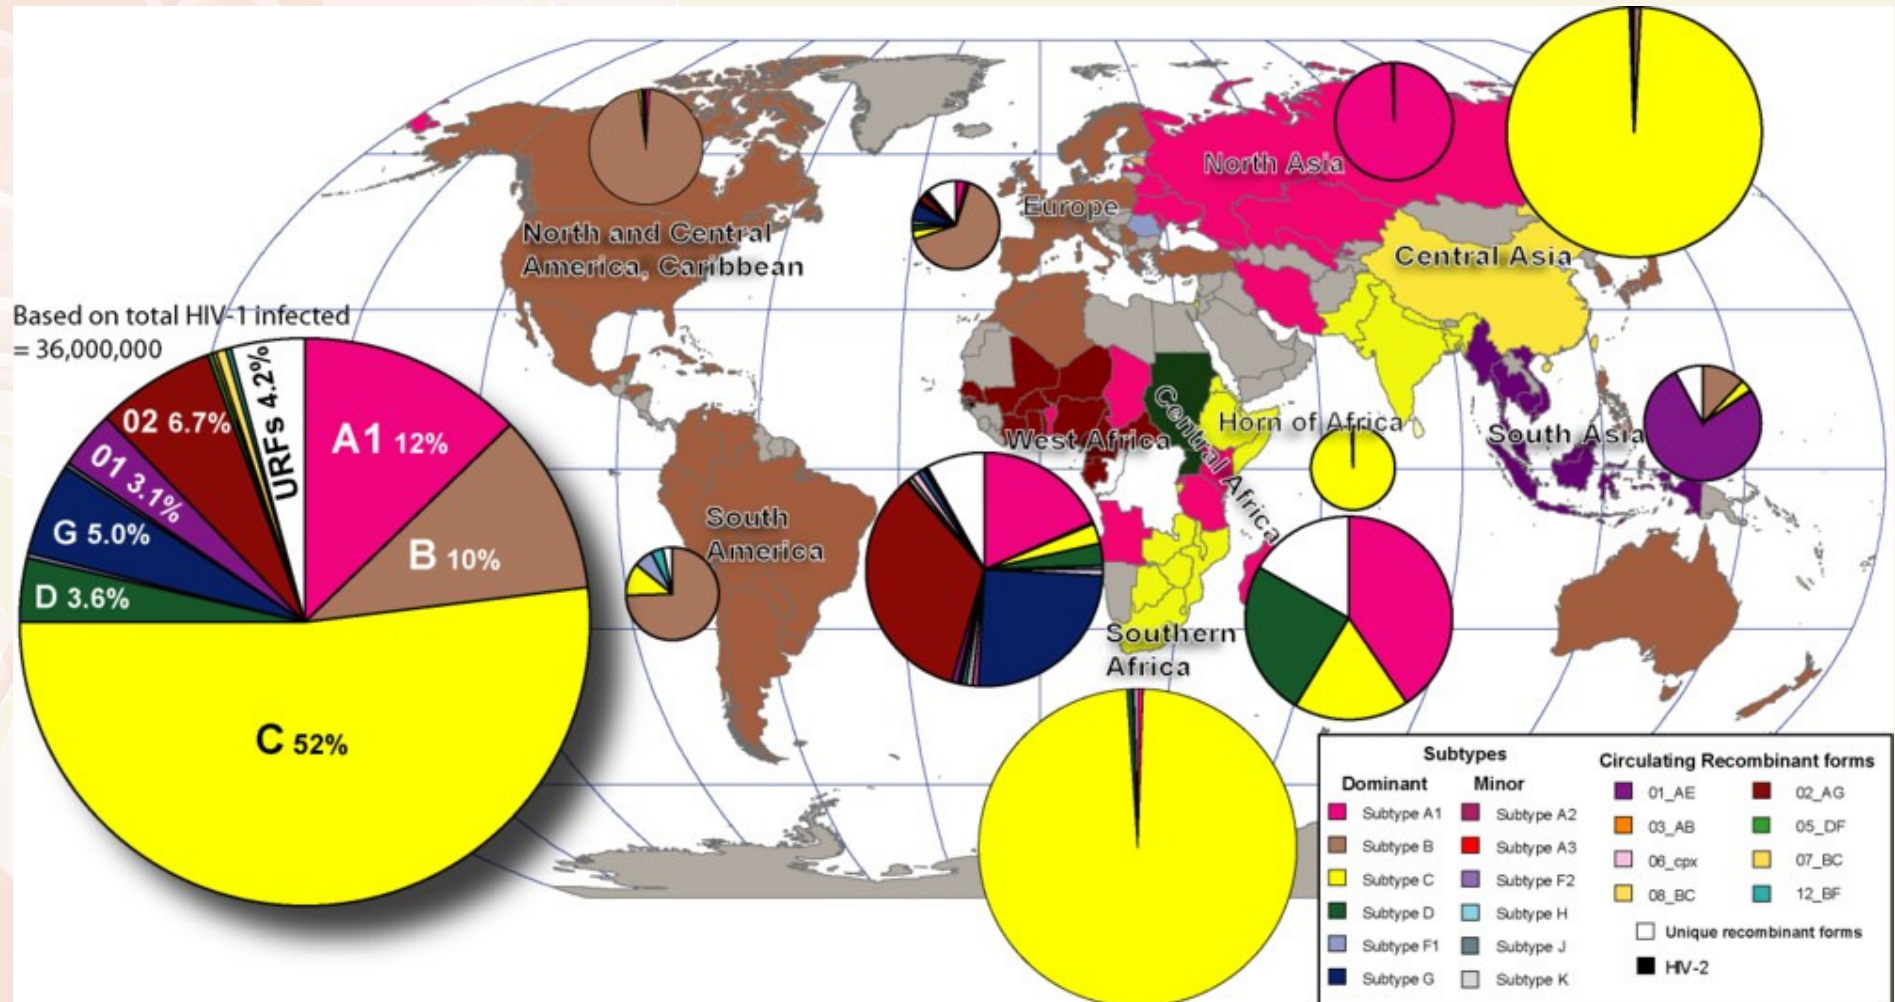 North and Central
America, Caribbean
Europe
North Asia
Central Asia
Based on total HIV-1 infected
= 36,000,000
West Africa
Central Africa
Horn of Africa
South Asia
South
America
Southern
Africa
A1 12%
B 10%
C 52%
D 3.6%
G 5.0%
01 3.1%
02 6.7%
URFs 4.2%
Subtypes
Dominant
Minor
Subtype A1
Subtype A2
Subtype B
Subtype A3
Subtype C
Subtype F2
Subtype D
Subtype H
Subtype F1
Subtype J
Subtype G
Subtype K
Circulating Recombinant forms
01_AE
02_AG
03_AB
05_DF
06_cpx
07_BC
08_BC
12_BF
Unique recombinant forms
HIV-2